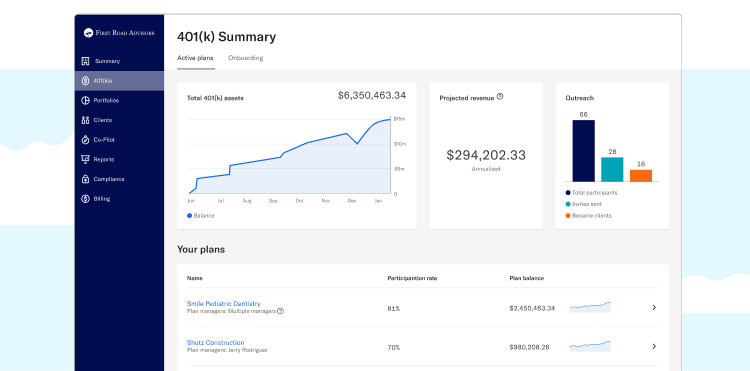 FIRST ROAD ADVISORS
Summary
401(k)s
Portfolios
Clients
Co-Pilot
Reports
Compliance
Billing
401(k) Summary
Active plans
Onboarding
Total 401(k) assets
$6,350,463.34
$15m
$10m
$5m
0
Jun Jul Aug Sep Oct Nov Dec Jan
Balance
Projected revenue ?
$294,202.33
Annualized
Outreach
66
28
16
Total participants
Invites sent
Became clients
Your plans
Name Participantion rate Plan balance
Smile Pediatric Dentistry
Plan managers: Multiple managers ?
81% $2,450,463.34
Shutz Construction
Plan managers: Jerry Rodriguez
70% $980,208.26